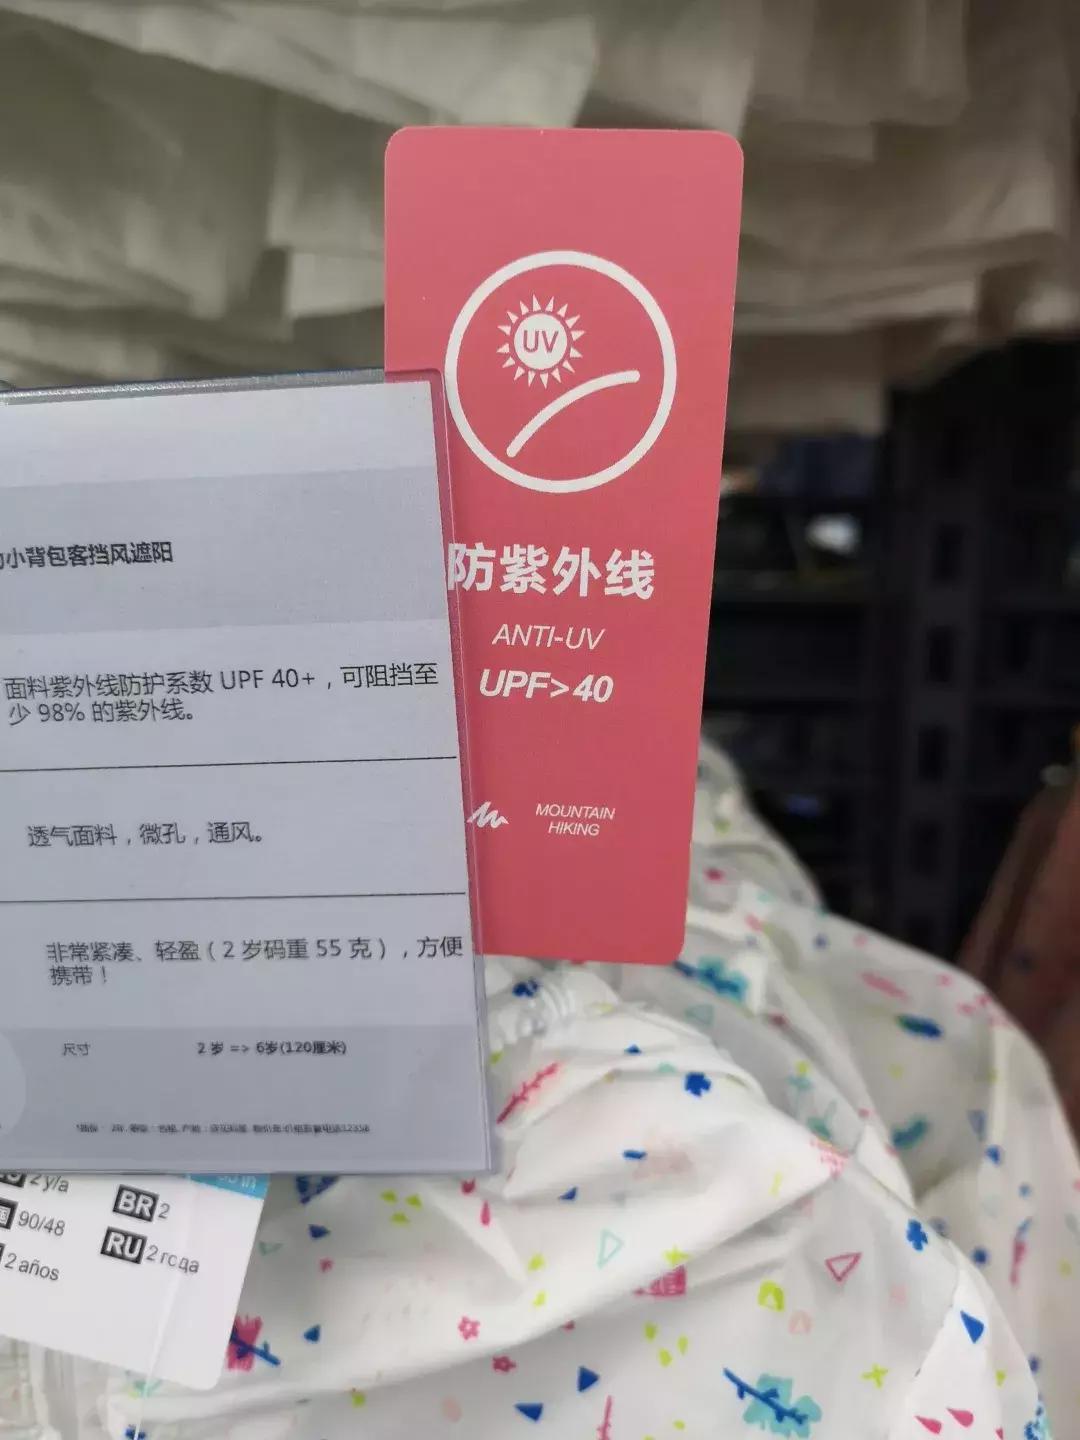 UV
防紫外线
ANTI-UV
UPF>40
MOUNTAIN
HIKING
小背包客挡风遮阳
面料紫外线防护系数 UPF 40+，可阻挡至
少 98% 的紫外线。
透气面料，微孔，通风。
非常紧凑、轻盈（2 岁码重 55 克），方便
携带！
尺寸 2 岁 => 6岁(120厘米)
2 y/a
BR 2
90/48
RU 2 года
2 años